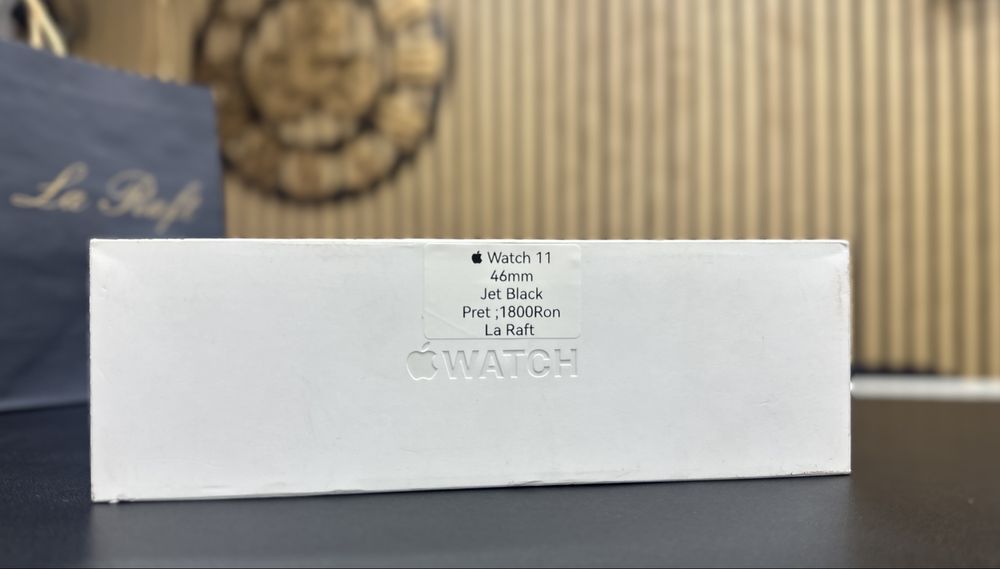 La Raft
Watch 11
46mm
Jet Black
Pret ;1800Ron
La Raft
WATCH